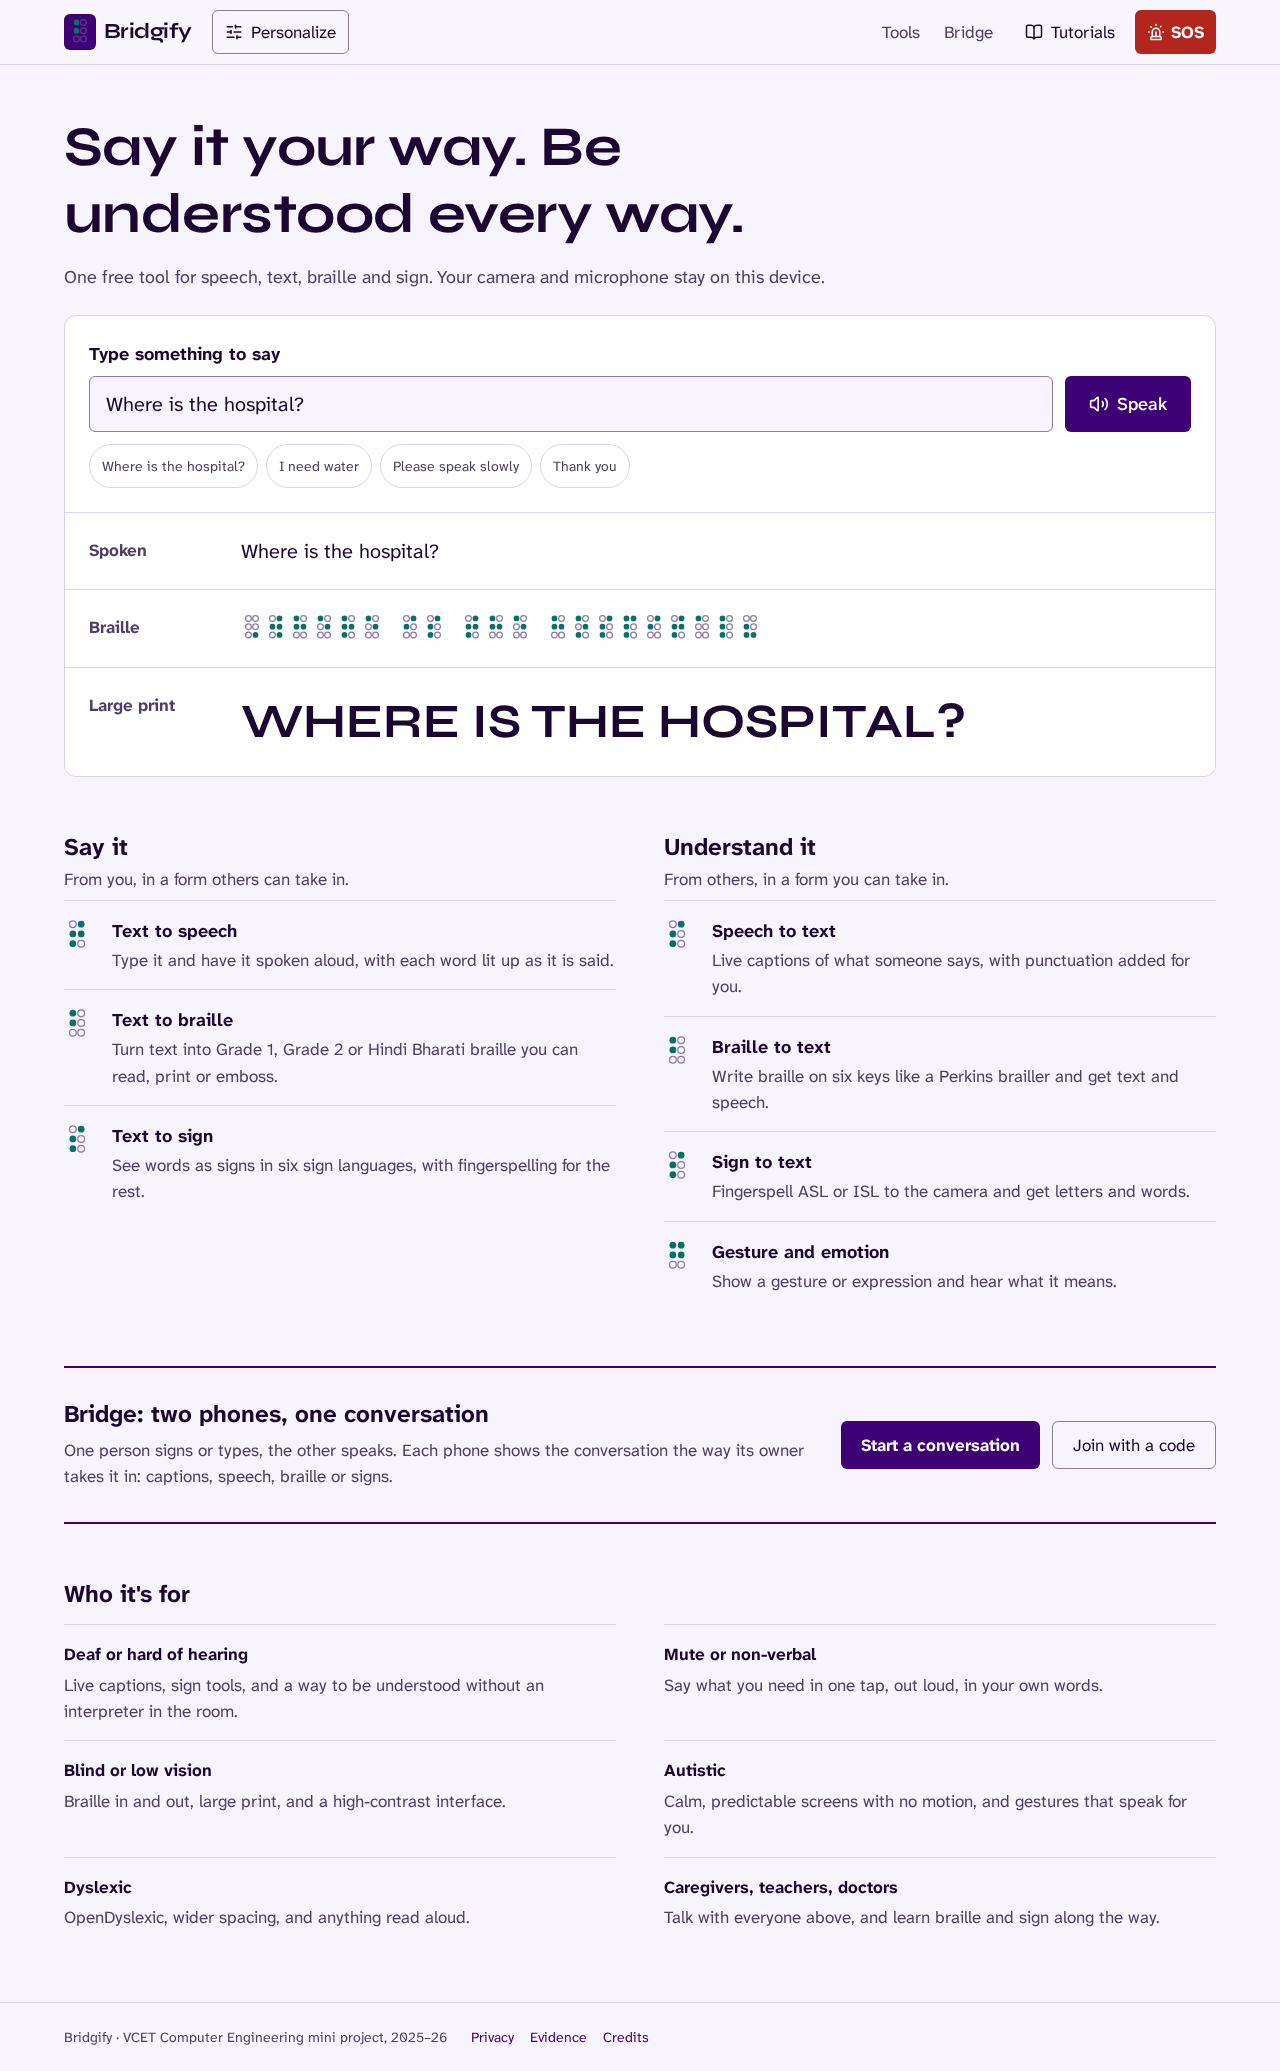 Bridgify
Personalize
Tools
Bridge
Tutorials
SOS
Say it your way. Be
understood every way.
One free tool for speech, text, braille and sign. Your camera and microphone stay on this device.
Type something to say
Where is the hospital?
Speak
Where is the hospital?
I need water
Please speak slowly
Thank you
Spoken
Where is the hospital?
Braille
⠠⠺⠓⠑⠗⠑ ⠊⠎ ⠞⠓⠑ ⠓⠕⠎⠏⠊⠞⠁⠇⠦
Large print
WHERE IS THE HOSPITAL?
Say it
From you, in a form others can take in.
Text to speech
Type it and have it spoken aloud, with each word lit up as it is said.
Text to braille
Turn text into Grade 1, Grade 2 or Hindi Bharati braille you can
read, print or emboss.
Text to sign
See words as signs in six sign languages, with fingerspelling for the
rest.
Understand it
From others, in a form you can take in.
Speech to text
Live captions of what someone says, with punctuation added for
you.
Braille to text
Write braille on six keys like a Perkins brailler and get text and
speech.
Sign to text
Fingerspell ASL or ISL to the camera and get letters and words.
Gesture and emotion
Show a gesture or expression and hear what it means.
Bridge: two phones, one conversation
One person signs or types, the other speaks. Each phone shows the conversation the way its owner
takes it in: captions, speech, braille or signs.
Start a conversation
Join with a code
Who it's for
Deaf or hard of hearing
Live captions, sign tools, and a way to be understood without an
interpreter in the room.
Mute or non-verbal
Say what you need in one tap, out loud, in your own words.
Blind or low vision
Braille in and out, large print, and a high-contrast interface.
Autistic
Calm, predictable screens with no motion, and gestures that speak for
you.
Dyslexic
OpenDyslexic, wider spacing, and anything read aloud.
Caregivers, teachers, doctors
Talk with everyone above, and learn braille and sign along the way.
Bridgify · VCET Computer Engineering mini project, 2025–26
Privacy
Evidence
Credits